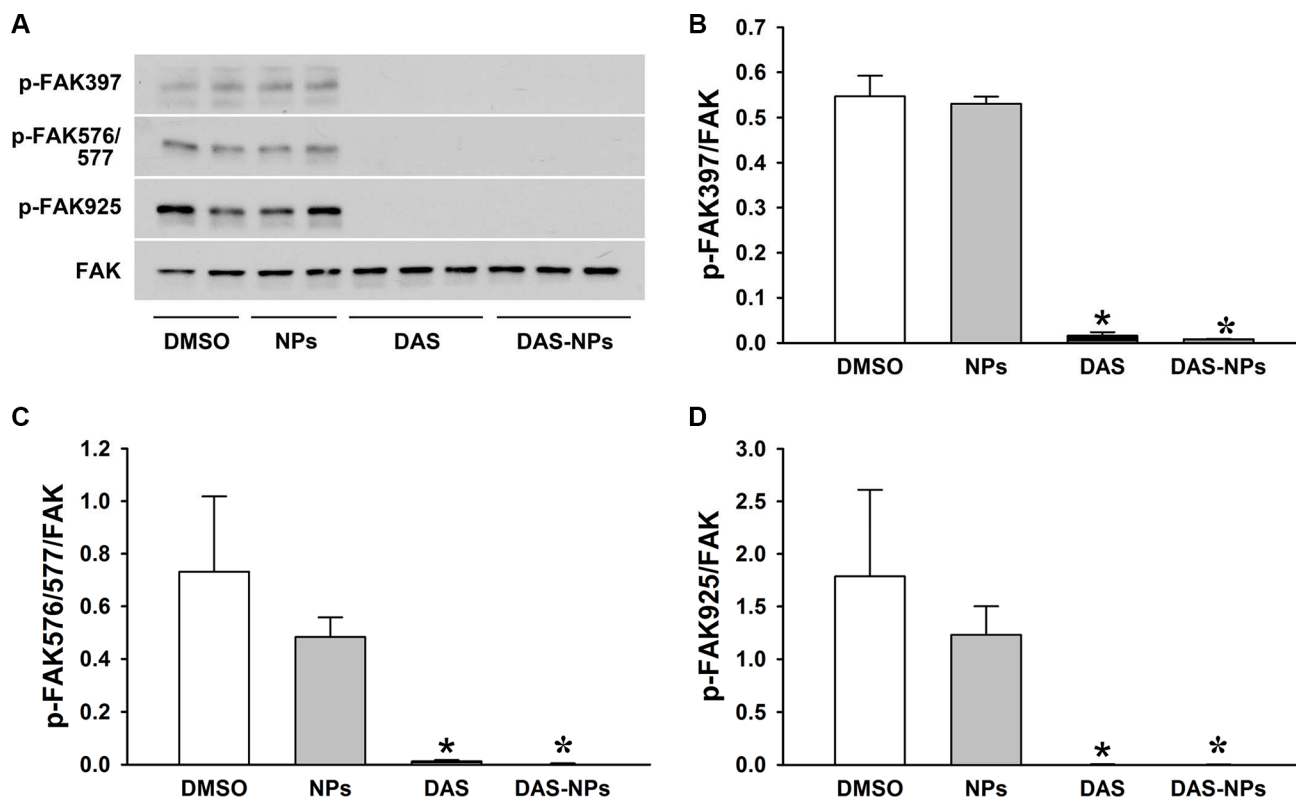 A
p-FAK397
p-FAK576/
577
p-FAK925
FAK
DMSO NPs DAS DAS-NPs
B
p-FAK397/FAK
0.7
0.6
0.5
0.4
0.3
0.2
0.1
0.0
* *
DMSO NPs DAS DAS-NPs
C
p-FAK576/577/FAK
1.2
1.0
0.8
0.6
0.4
0.2
0.0
* *
DMSO NPs DAS DAS-NPs
D
p-FAK925/FAK
3.0
2.5
2.0
1.5
1.0
0.5
0.0
* *
DMSO NPs DAS DAS-NPs